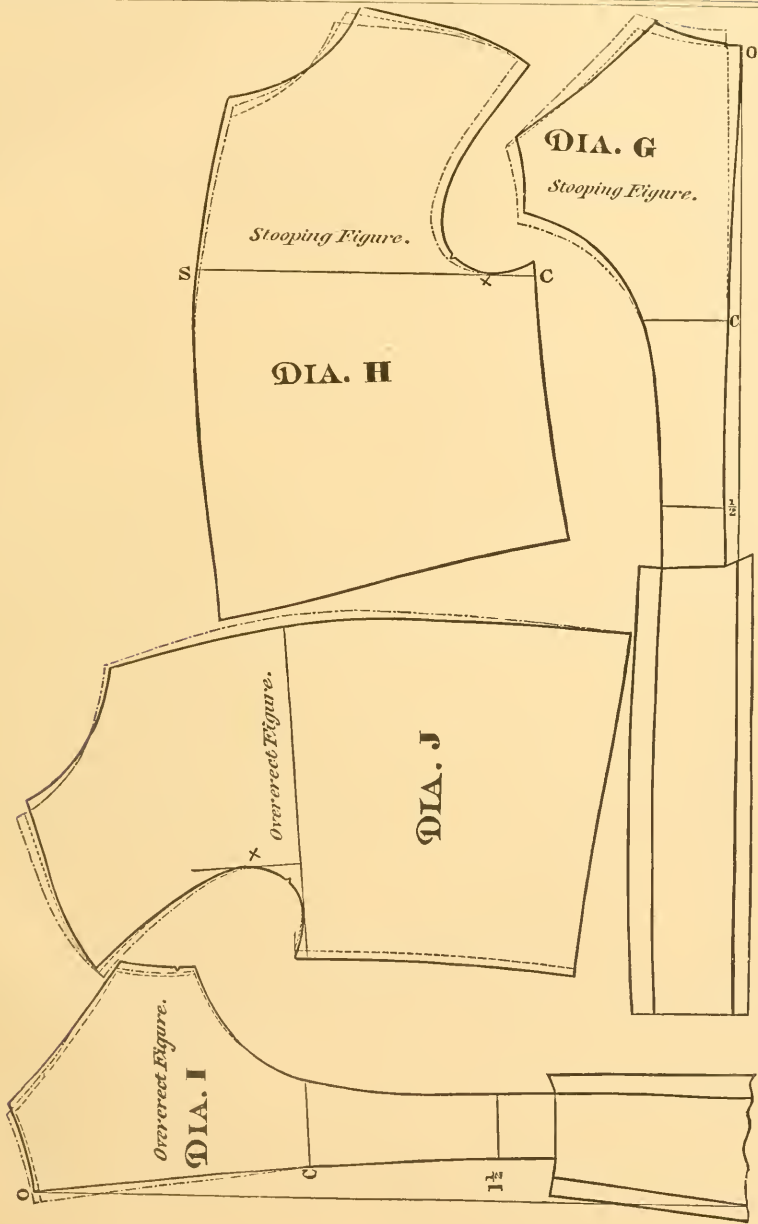 O
DIA. G
Stooping Figure.
Stooping Figure.
S
C
x
C
DIA. H
½
Overerect Figure.
DIA. J
x
Overerect Figure.
DIA. I
C
1½
O